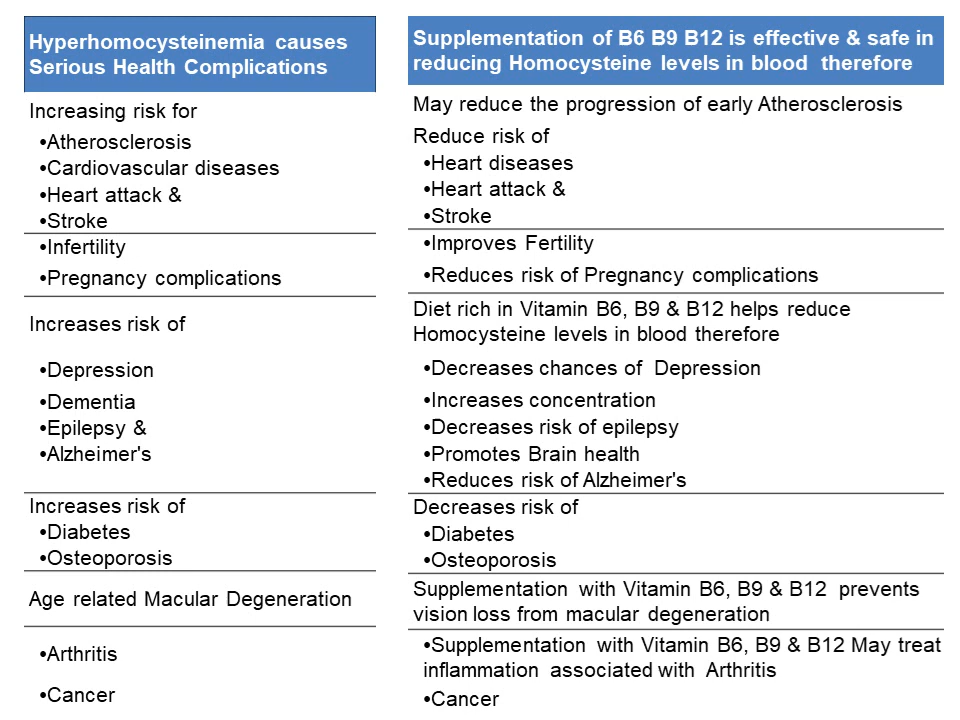 Hyperhomocysteinemia causes
Serious Health Complications
Increasing risk for
•Atherosclerosis
•Cardiovascular diseases
•Heart attack &
•Stroke
•Infertility
•Pregnancy complications
Increases risk of
•Depression
•Dementia
•Epilepsy &
•Alzheimer's
Increases risk of
•Diabetes
•Osteoporosis
Age related Macular Degeneration
•Arthritis
•Cancer
Supplementation of B6 B9 B12 is effective & safe in
reducing Homocysteine levels in blood therefore
May reduce the progression of early Atherosclerosis
Reduce risk of
•Heart diseases
•Heart attack &
•Stroke
•Improves Fertility
•Reduces risk of Pregnancy complications
Diet rich in Vitamin B6, B9 & B12 helps reduce
Homocysteine levels in blood therefore
•Decreases chances of Depression
•Increases concentration
•Decreases risk of epilepsy
•Promotes Brain health
•Reduces risk of Alzheimer's
Decreases risk of
•Diabetes
•Osteoporosis
Supplementation with Vitamin B6, B9 & B12 prevents
vision loss from macular degeneration
•Supplementation with Vitamin B6, B9 & B12 May treat
inflammation associated with Arthritis
•Cancer